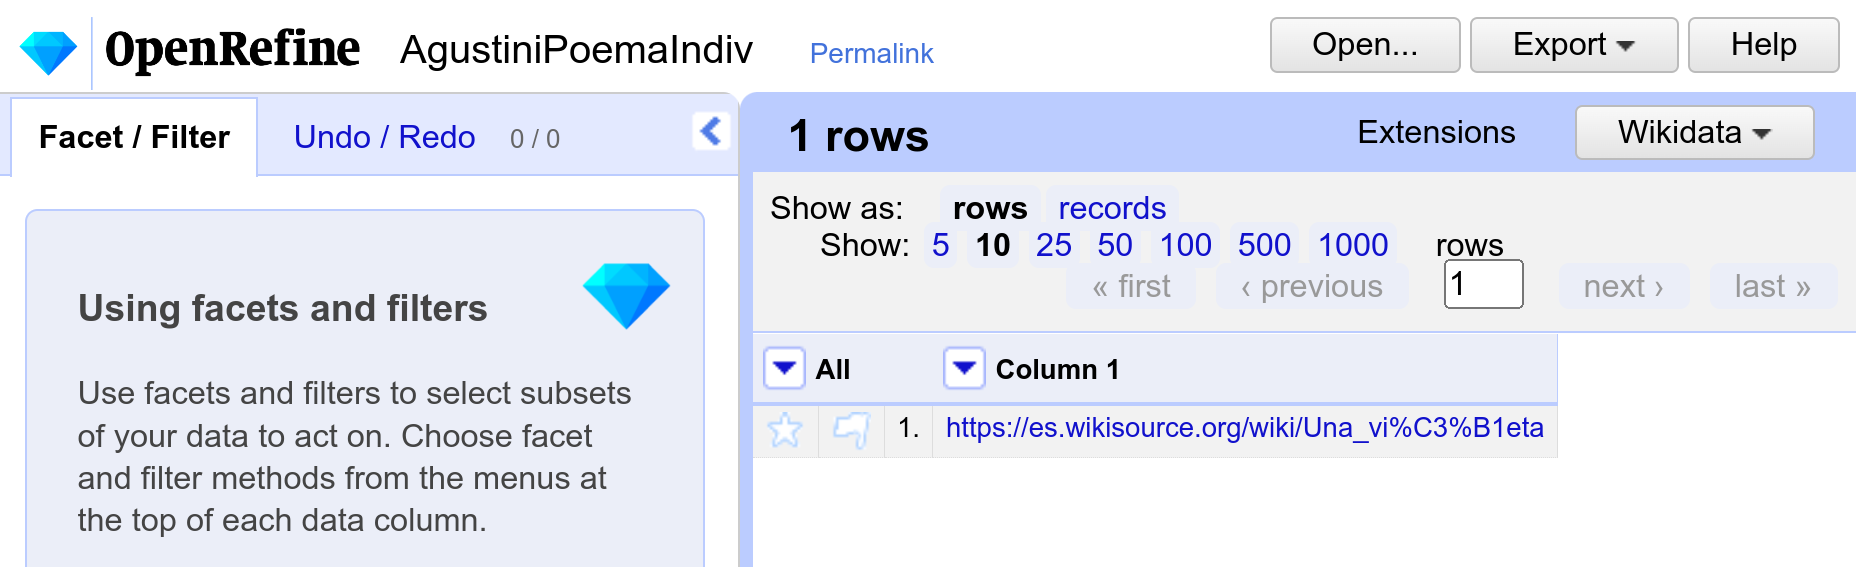 OpenRefine AgustiniPoemaIndiv Permalink Open... Export Help
Facet / Filter Undo / Redo 0 / 0
1 rows Extensions Wikidata
Show as: rows records
Show: 5 10 25 50 100 500 1000 rows
« first ‹ previous 1 next › last »
All Column 1
1. https://es.wikisource.org/wiki/Una_vi%C3%B1eta
Using facets and filters
Use facets and filters to select subsets
of your data to act on. Choose facet
and filter methods from the menus at
the top of each data column.